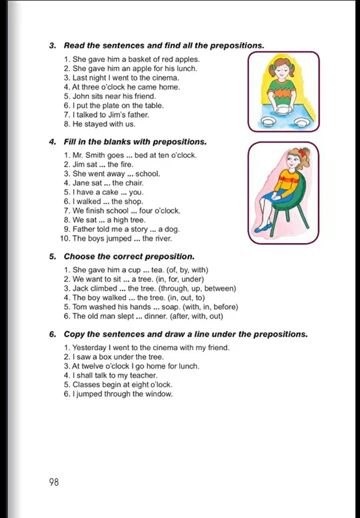 3. Read the sentences and find all the prepositions.
1. She gave him a basket of red apples.
2. She gave him an apple for his lunch.
3. Last night I went to the cinema.
4. At three o'clock he came home.
5. John sits near his friend.
6. I put the plate on the table.
7. I talked to Jim's father.
8. He stayed with us.
4. Fill in the blanks with prepositions.
1. Mr. Smith goes ... bed at ten o'clock.
2. Jim sat ... the fire.
3. She went away ... school.
4. Jane sat ... the chair.
5. I have a cake ... you.
6. I walked ... the shop.
7. We finish school ... four o'clock.
8. We sat ... a high tree.
9. Father told me a story ... a dog.
10. The boys jumped ... the river.
5. Choose the correct preposition.
1. She gave him a cup ... tea. (of, by, with)
2. We want to sit ... a tree. (in, for, under)
3. Jack climbed ... the tree. (through, up, between)
4. The boy walked ... the tree. (in, out, to)
5. Tom washed his hands ... soap. (with, in, before)
6. The old man slept ... dinner. (after, with, out)
6. Copy the sentences and draw a line under the prepositions.
1. Yesterday I went to the cinema with my friend.
2. I saw a box under the tree.
3. At twelve o'clock I go home for lunch.
4. I shall talk to my teacher.
5. Classes begin at eight o'lock.
6. I jumped through the window.
98